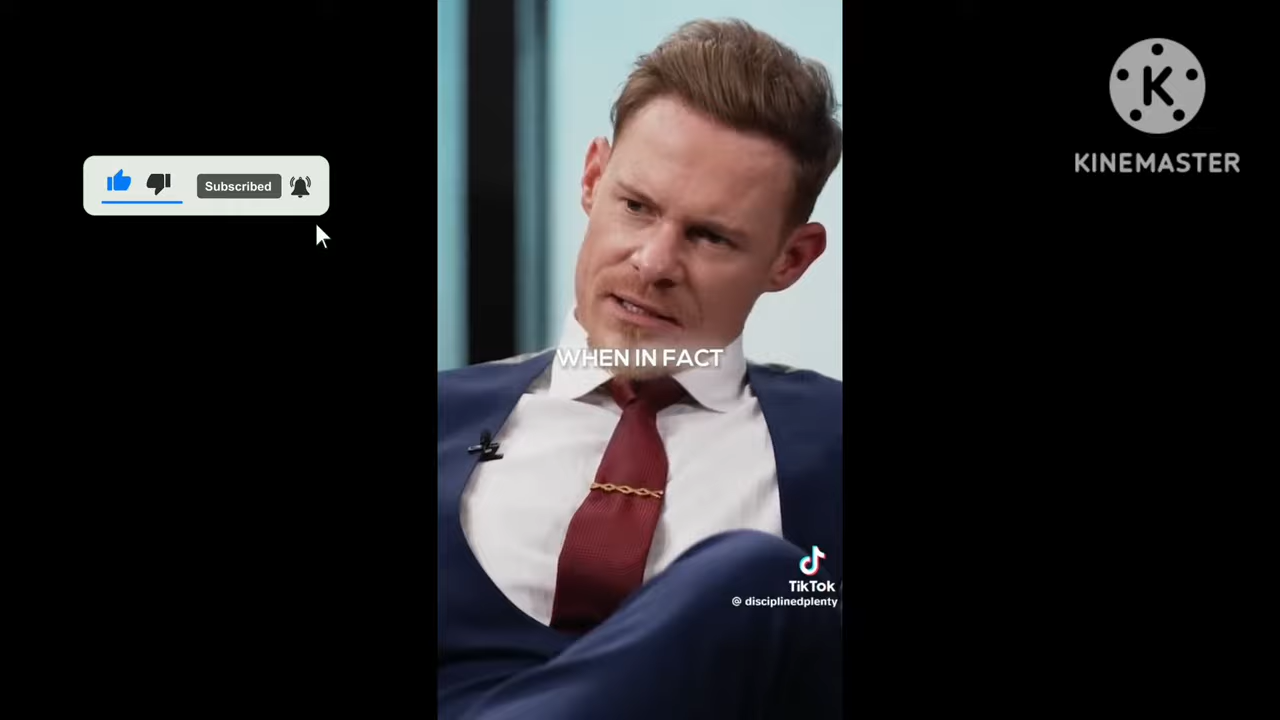 Subscribed
K
KINEMASTER
WHEN IN FACT
TikTok
@ disciplinedplenty